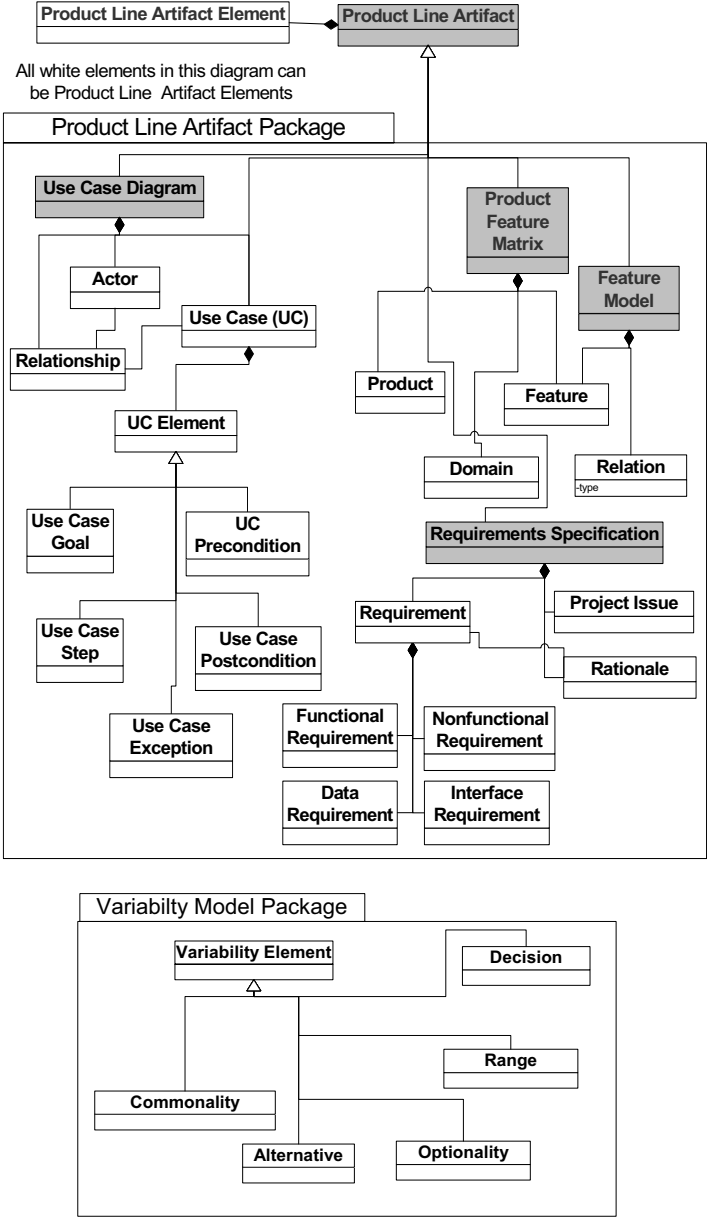 Product Line Artifact Element
Product Line Artifact
All white elements in this diagram can
be Product Line Artifact Elements
Product Line Artifact Package
Use Case Diagram
Product
Feature
Matrix
Actor
Feature
Model
Use Case (UC)
Relationship
Product
Feature
UC Element
Domain
Relation
-type
Use Case
Goal
UC
Precondition
Requirements Specification
Requirement
Project Issue
Use Case
Step
Use Case
Postcondition
Rationale
Use Case
Exception
Functional
Requirement
Nonfunctional
Requirement
Data
Requirement
Interface
Requirement
Variabilty Model Package
Variability Element
Decision
Range
Commonality
Alternative
Optionality